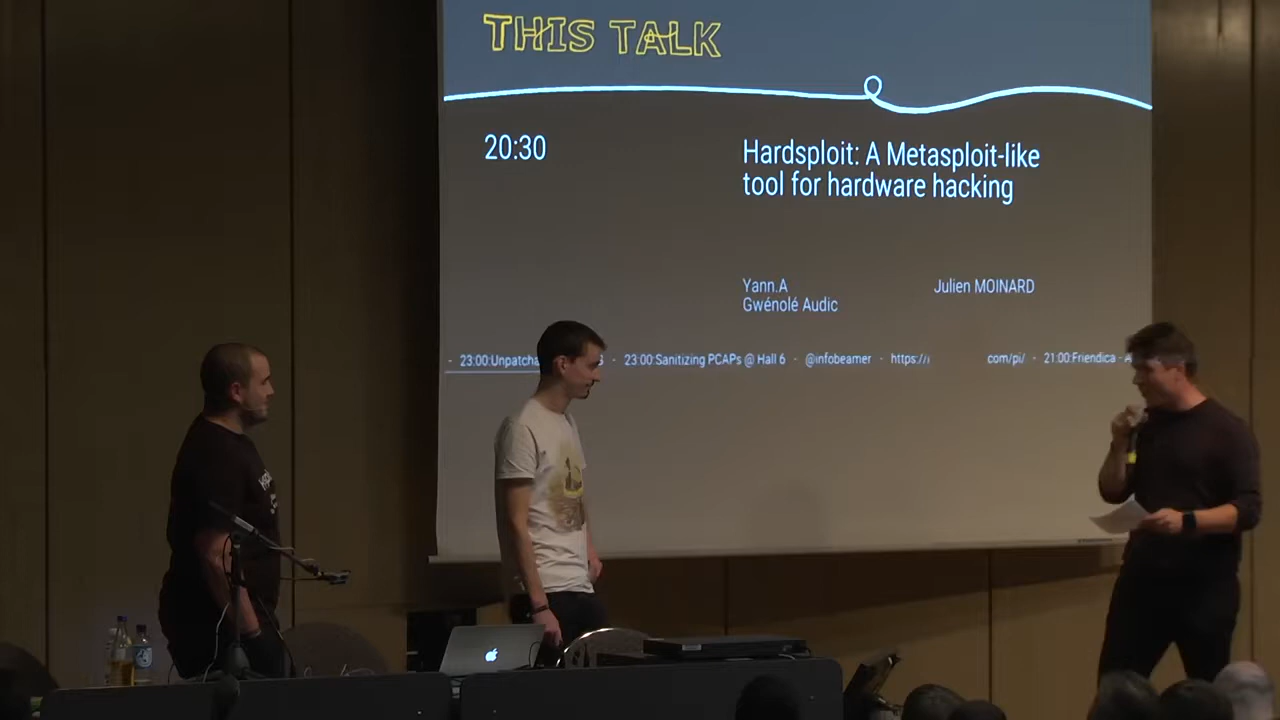 THIS TALK
20:30
Hardsploit: A Metasploit-like
tool for hardware hacking
Yann.A
Julien MOINARD
Gwénolé Audic
- 23:00:Unpatcha
- 23:00:Sanitizing PCAPs @ Hall 6 - @infobeamer - https://i com/pi/ - 21:00:Friendica - A